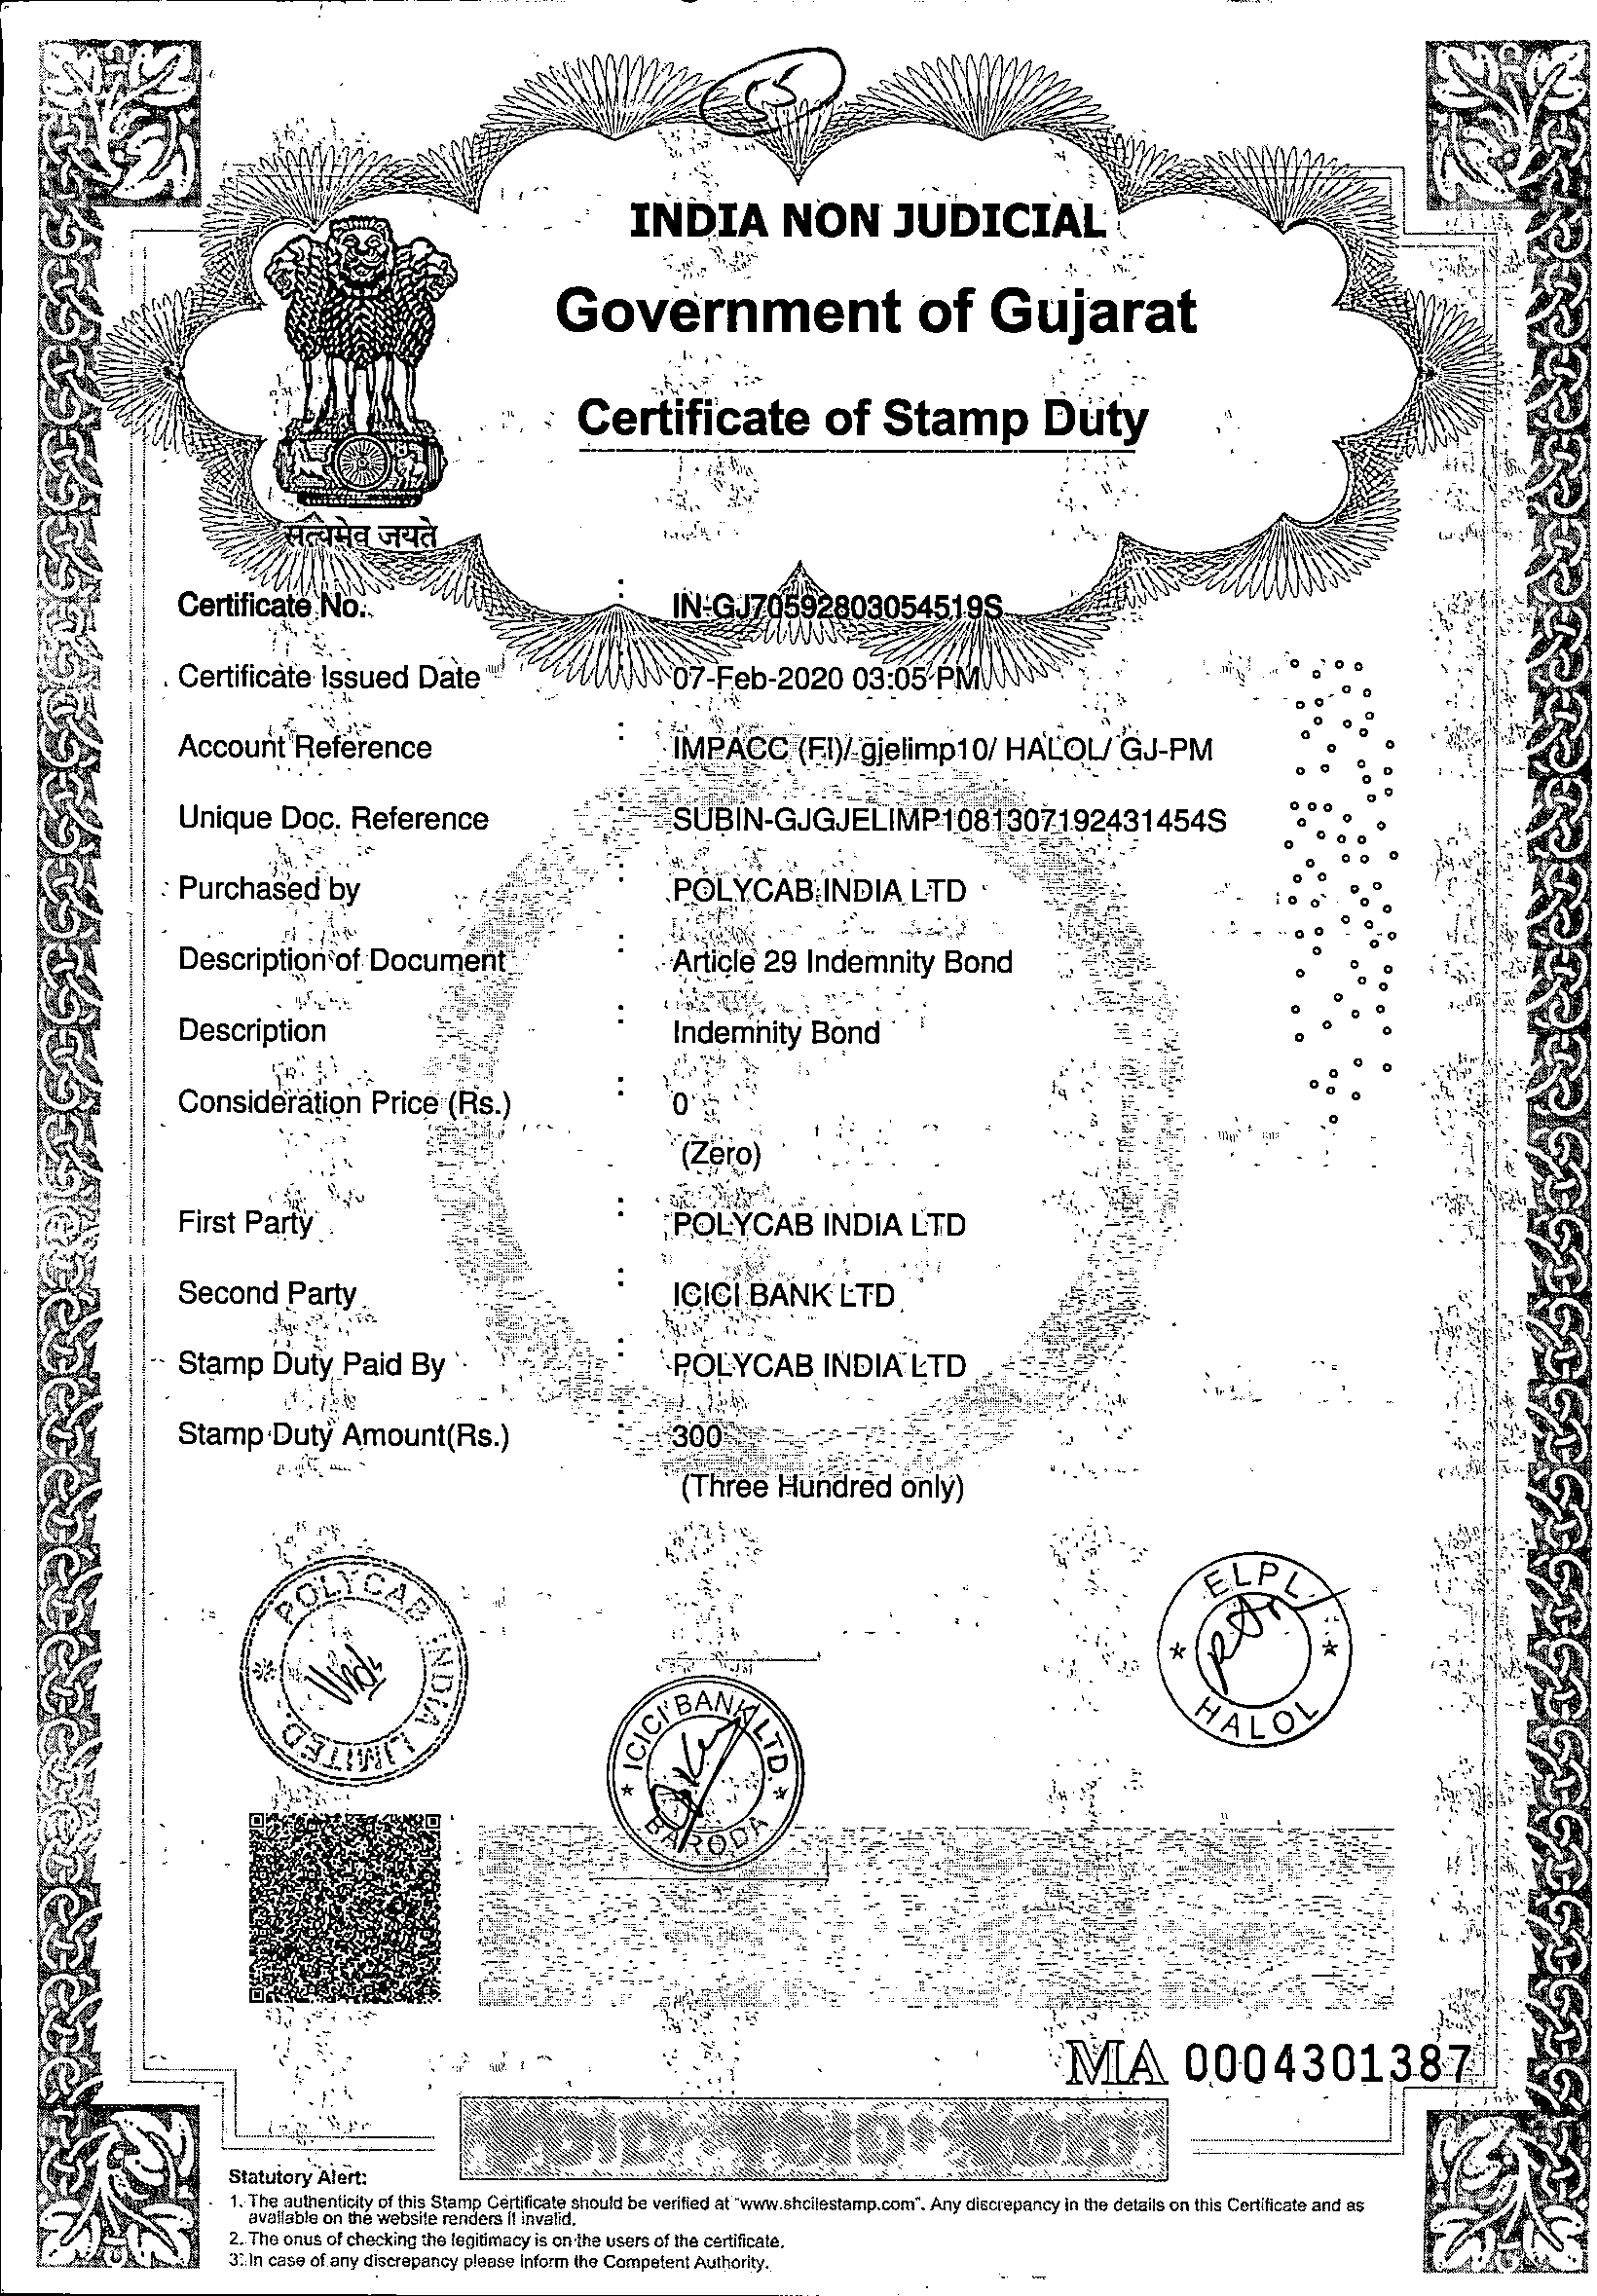 INDIA NON JUDICIAL
Government of Gujarat
Certificate of Stamp Duty
सत्यमेव जयते
Certificate No. : IN-GJ70592803054519S
Certificate Issued Date : 07-Feb-2020 03:05 PM
Account Reference : IMPACC (FI)/ gjelimp10/ HALOL/ GJ-PM
Unique Doc. Reference : SUBIN-GJGJELIMP1081307192431454S
Purchased by : POLYCAB INDIA LTD
Description of Document : Article 29 Indemnity Bond
Description : Indemnity Bond
Consideration Price (Rs.) : 0
(Zero)
First Party : POLYCAB INDIA LTD
Second Party : ICICI BANK LTD
Stamp Duty Paid By : POLYCAB INDIA LTD
Stamp Duty Amount(Rs.) : 300
(Three Hundred only)
POLYCAB INDIA LIMITED.
ELPL
HALOL
ICICI BANK LTD.
BARODA
MA 0004301387
Statutory Alert:
1. The authenticity of this Stamp Certificate should be verified at "www.shcilestamp.com". Any discrepancy in the details on this Certificate and as
available on the website renders it invalid.
2. The onus of checking the legitimacy is on the users of the certificate.
3. In case of any discrepancy please inform the Competent Authority.